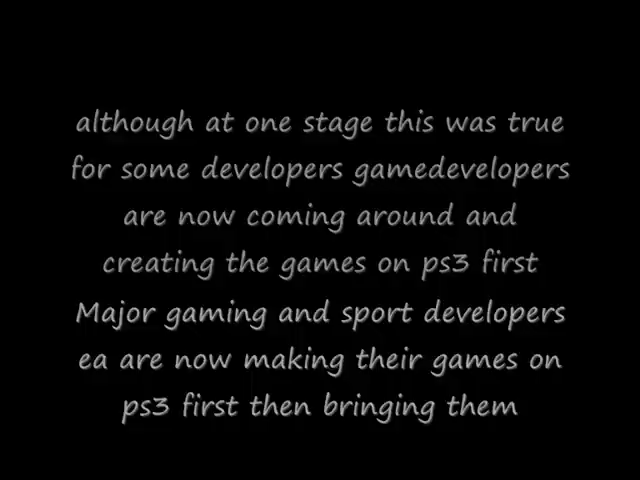 although at one stage this was true
for some developers gamedevelopers
are now coming around and
creating the games on ps3 first
Major gaming and sport developers
ea are now making their games on
ps3 first then bringing them